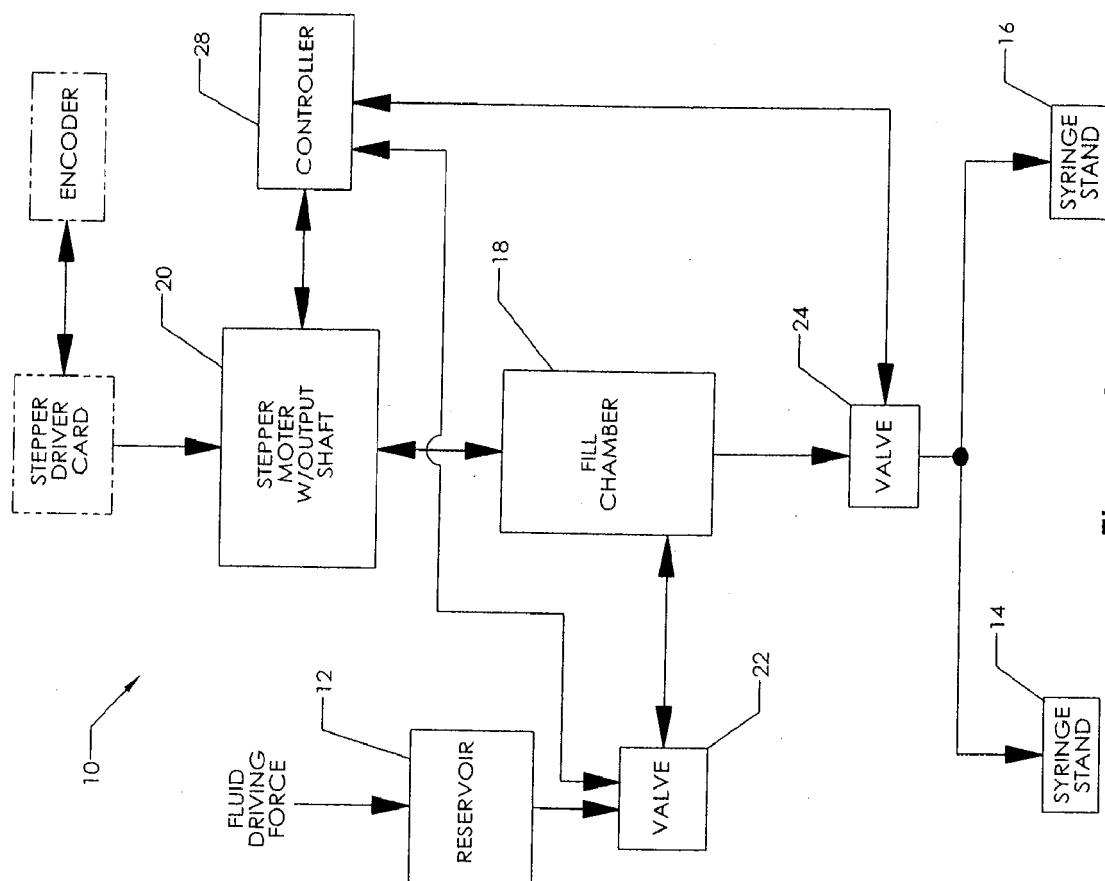 STEPPER
DRIVER
CARD
ENCODER
20
STEPPER
MOTER
W/OUTPUT
SHAFT
28
CONTROLLER
10
FLUID
DRIVING
FORCE
12
RESERVOIR
18
FILL
CHAMBER
22
VALVE
24
VALVE
14
SYRINGE
STAND
16
SYRINGE
STAND